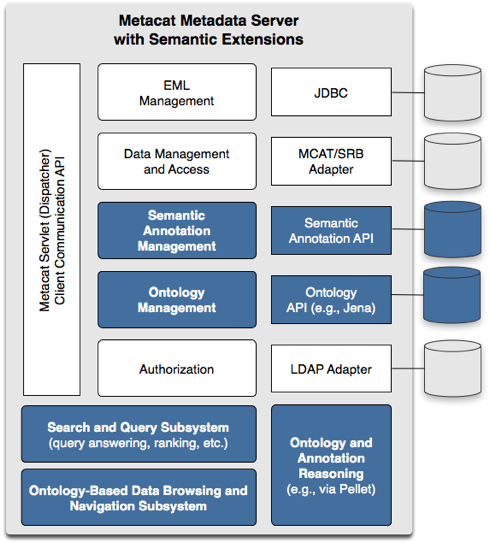 Metacat Metadata Server
with Semantic Extensions
Metacat Servlet (Dispatcher)
Client Communication API
EML
Management
JDBC
Data Management
and Access
MCAT/SRB
Adapter
Semantic
Annotation
Management
Semantic
Annotation API
Ontology
Management
Ontology
API (e.g., Jena)
Authorization
LDAP Adapter
Search and Query Subsystem
(query answering, ranking, etc.)
Ontology-Based Data Browsing and
Navigation Subsystem
Ontology and
Annotation
Reasoning
(e.g., via Pellet)